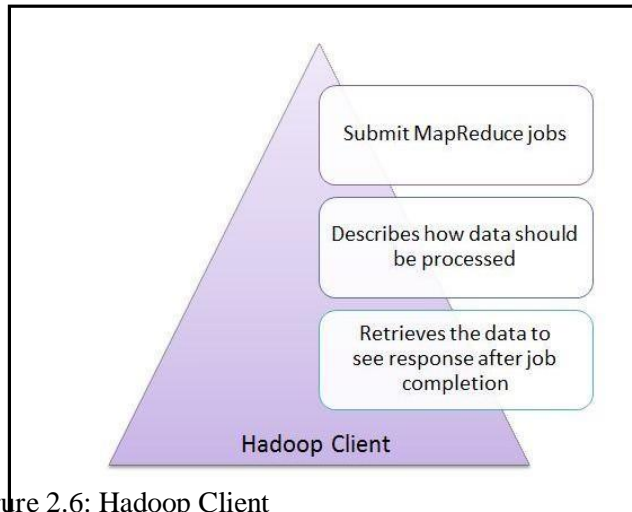 Submit MapReduce jobs
Describes how data should
be processed
Retrieves the data to
see response after job
completion
Hadoop Client
ure 2.6: Hadoop Client